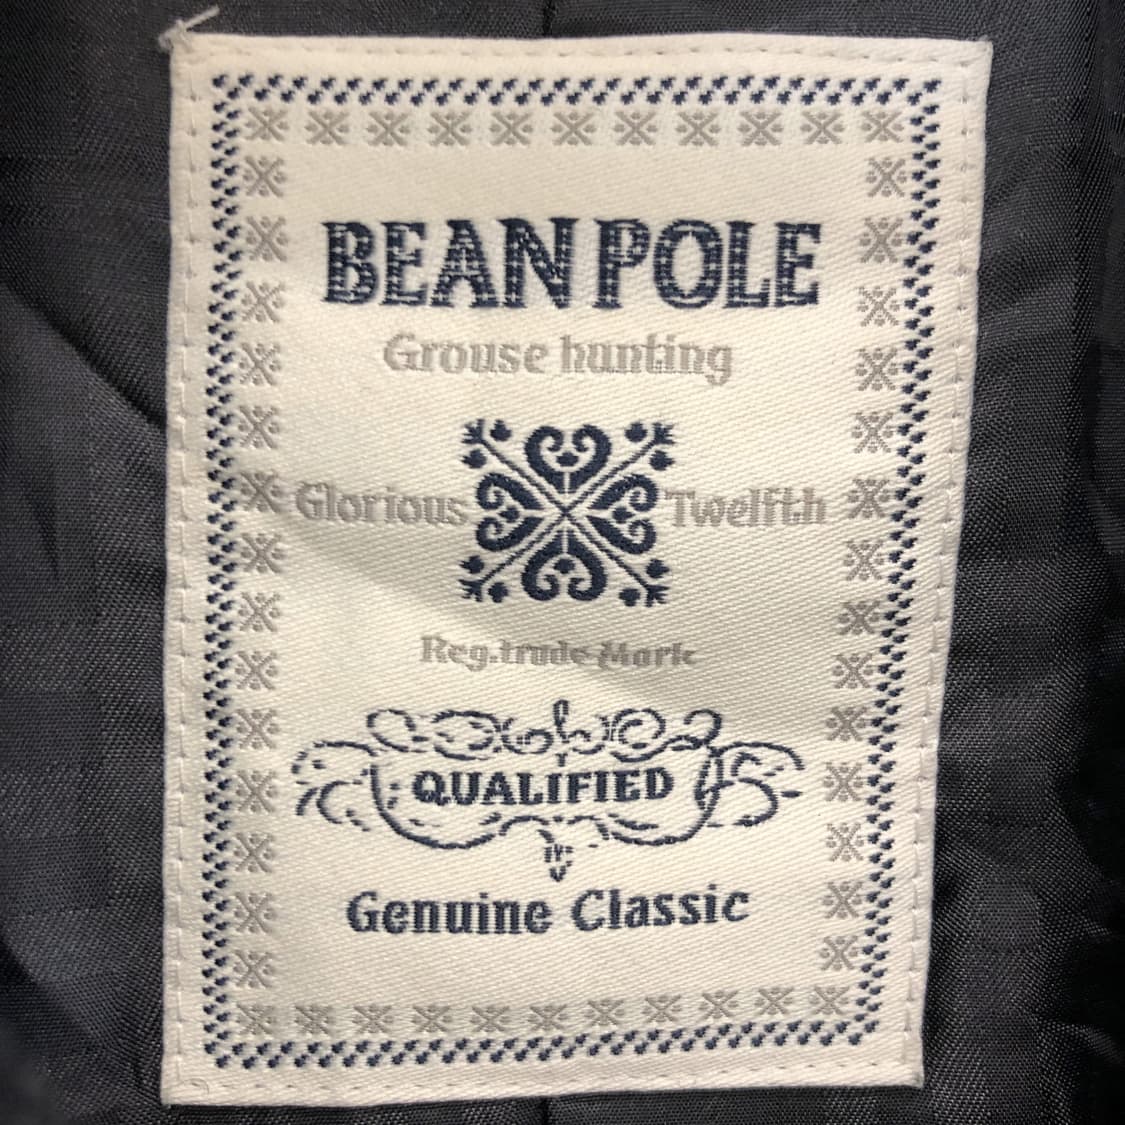 BEAN POLE
Grouse hunting
Glorious Twelfth
Reg.trade Mark
QUALIFIED
Genuine Classic